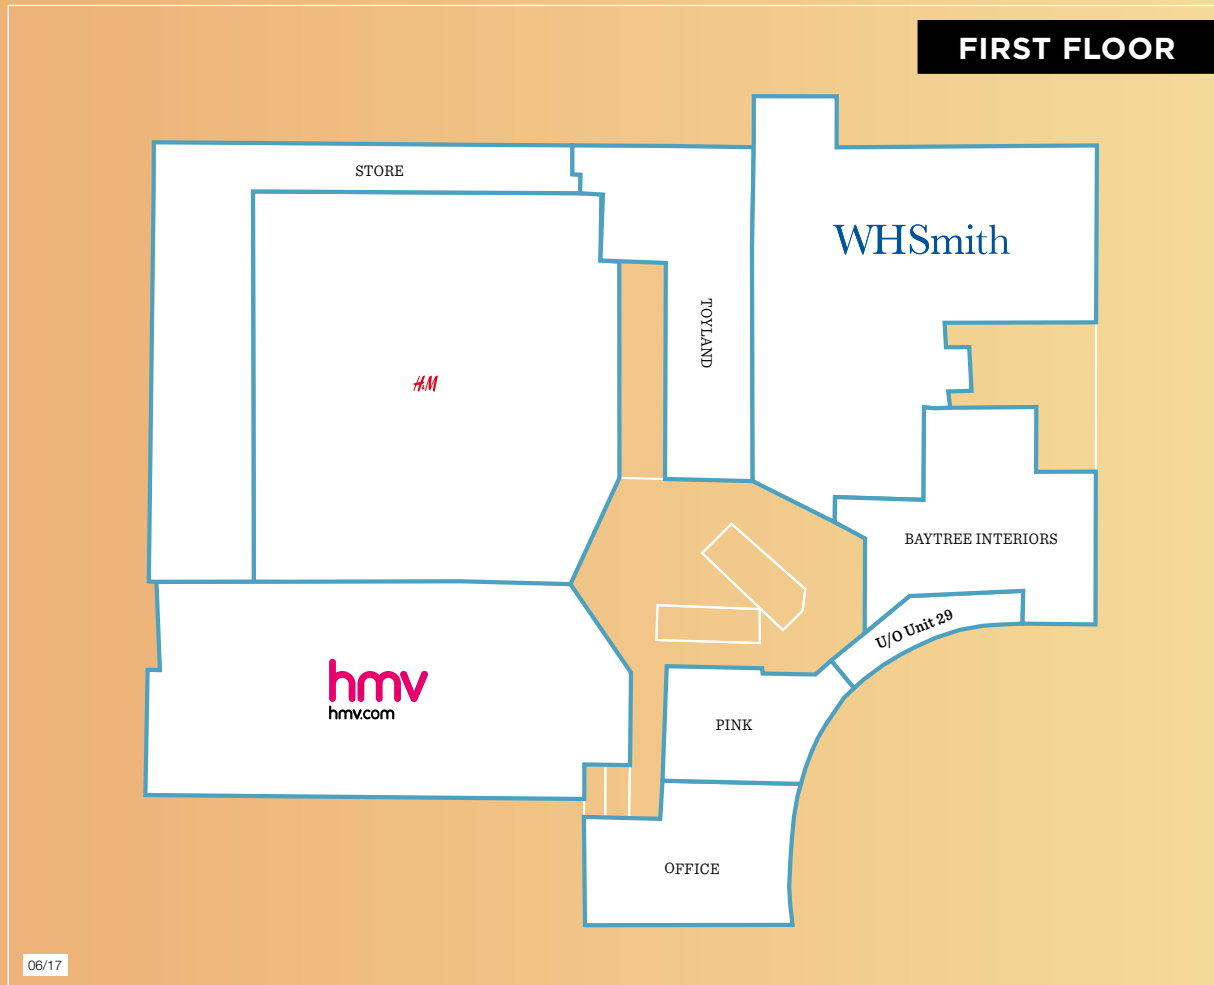 FIRST FLOOR
STORE
WHSmith
TOYLAND
H&M
BAYTREE INTERIORS
U/O Unit 29
hmv
hmv.com
PINK
OFFICE
06/17